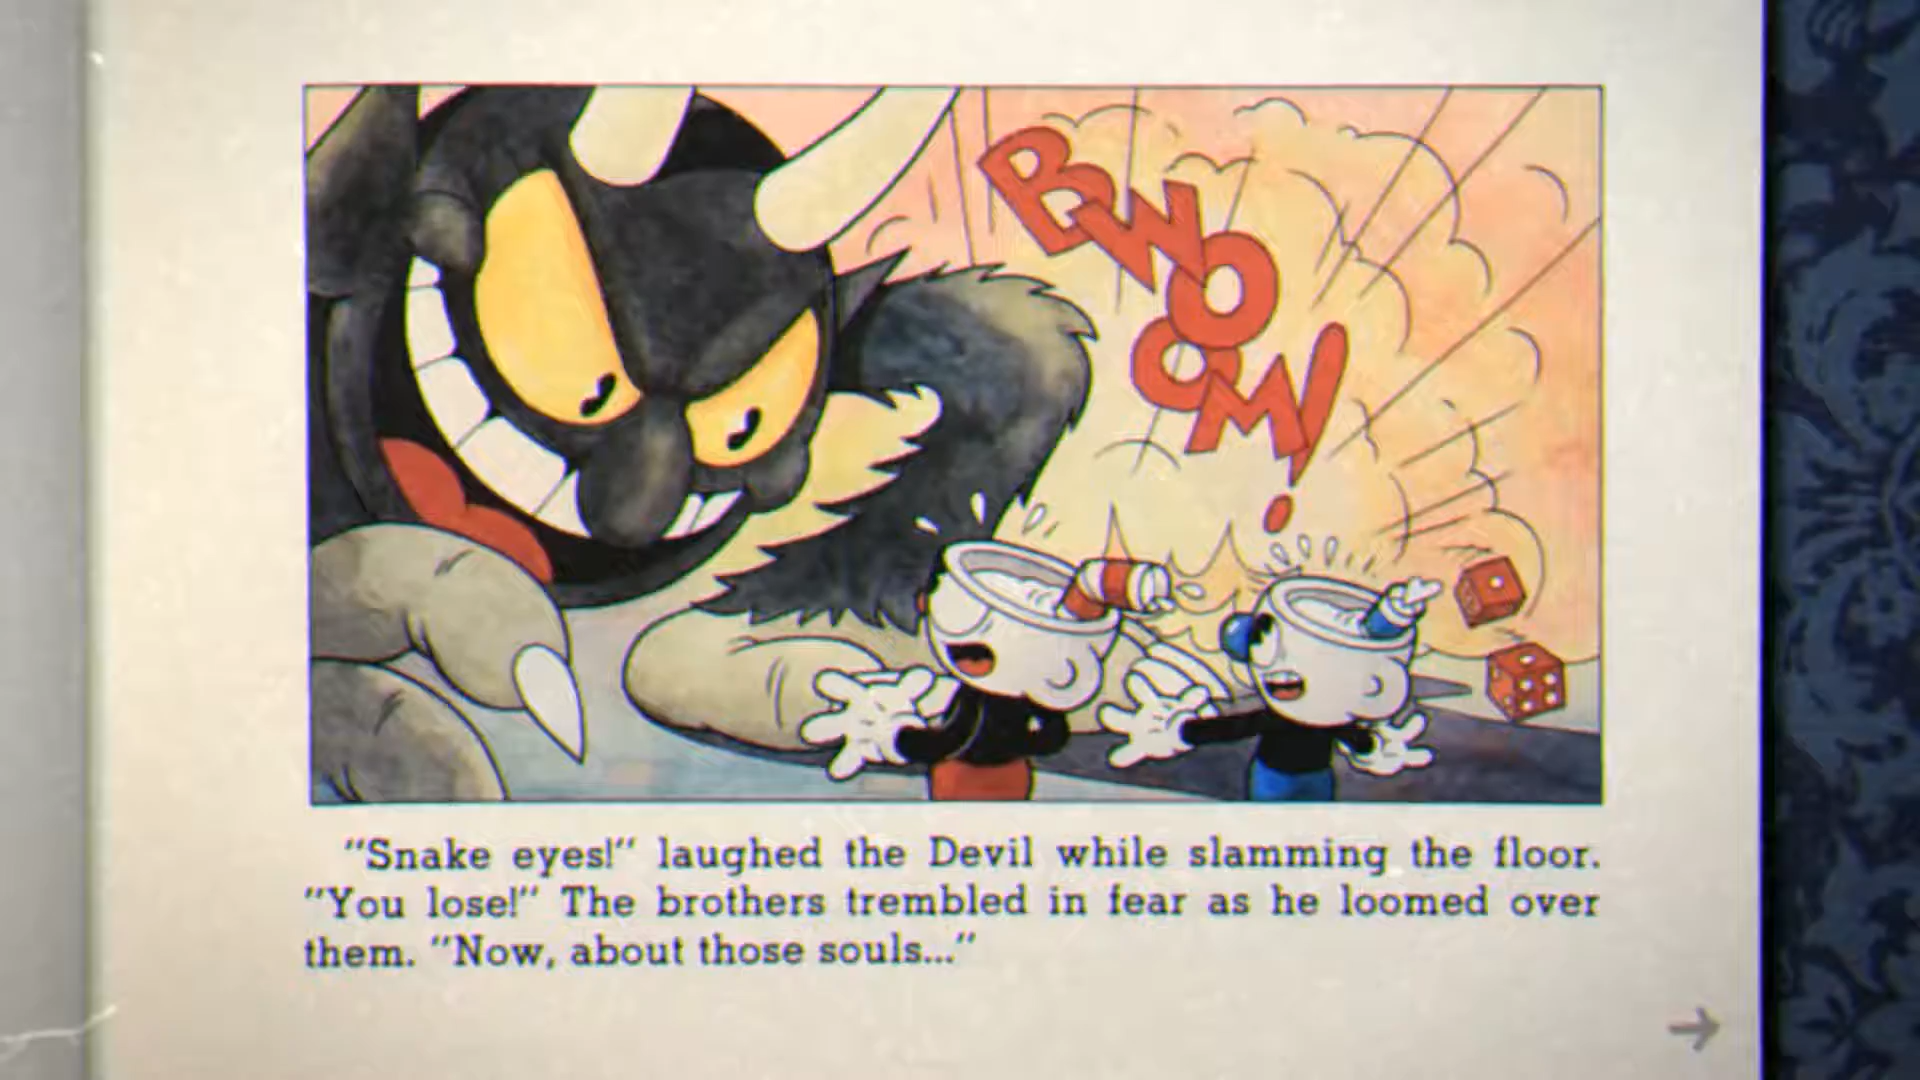 BWOOM!
“Snake eyes!” laughed the Devil while slamming the floor.
“You lose!” The brothers trembled in fear as he loomed over
them. “Now, about those souls...”